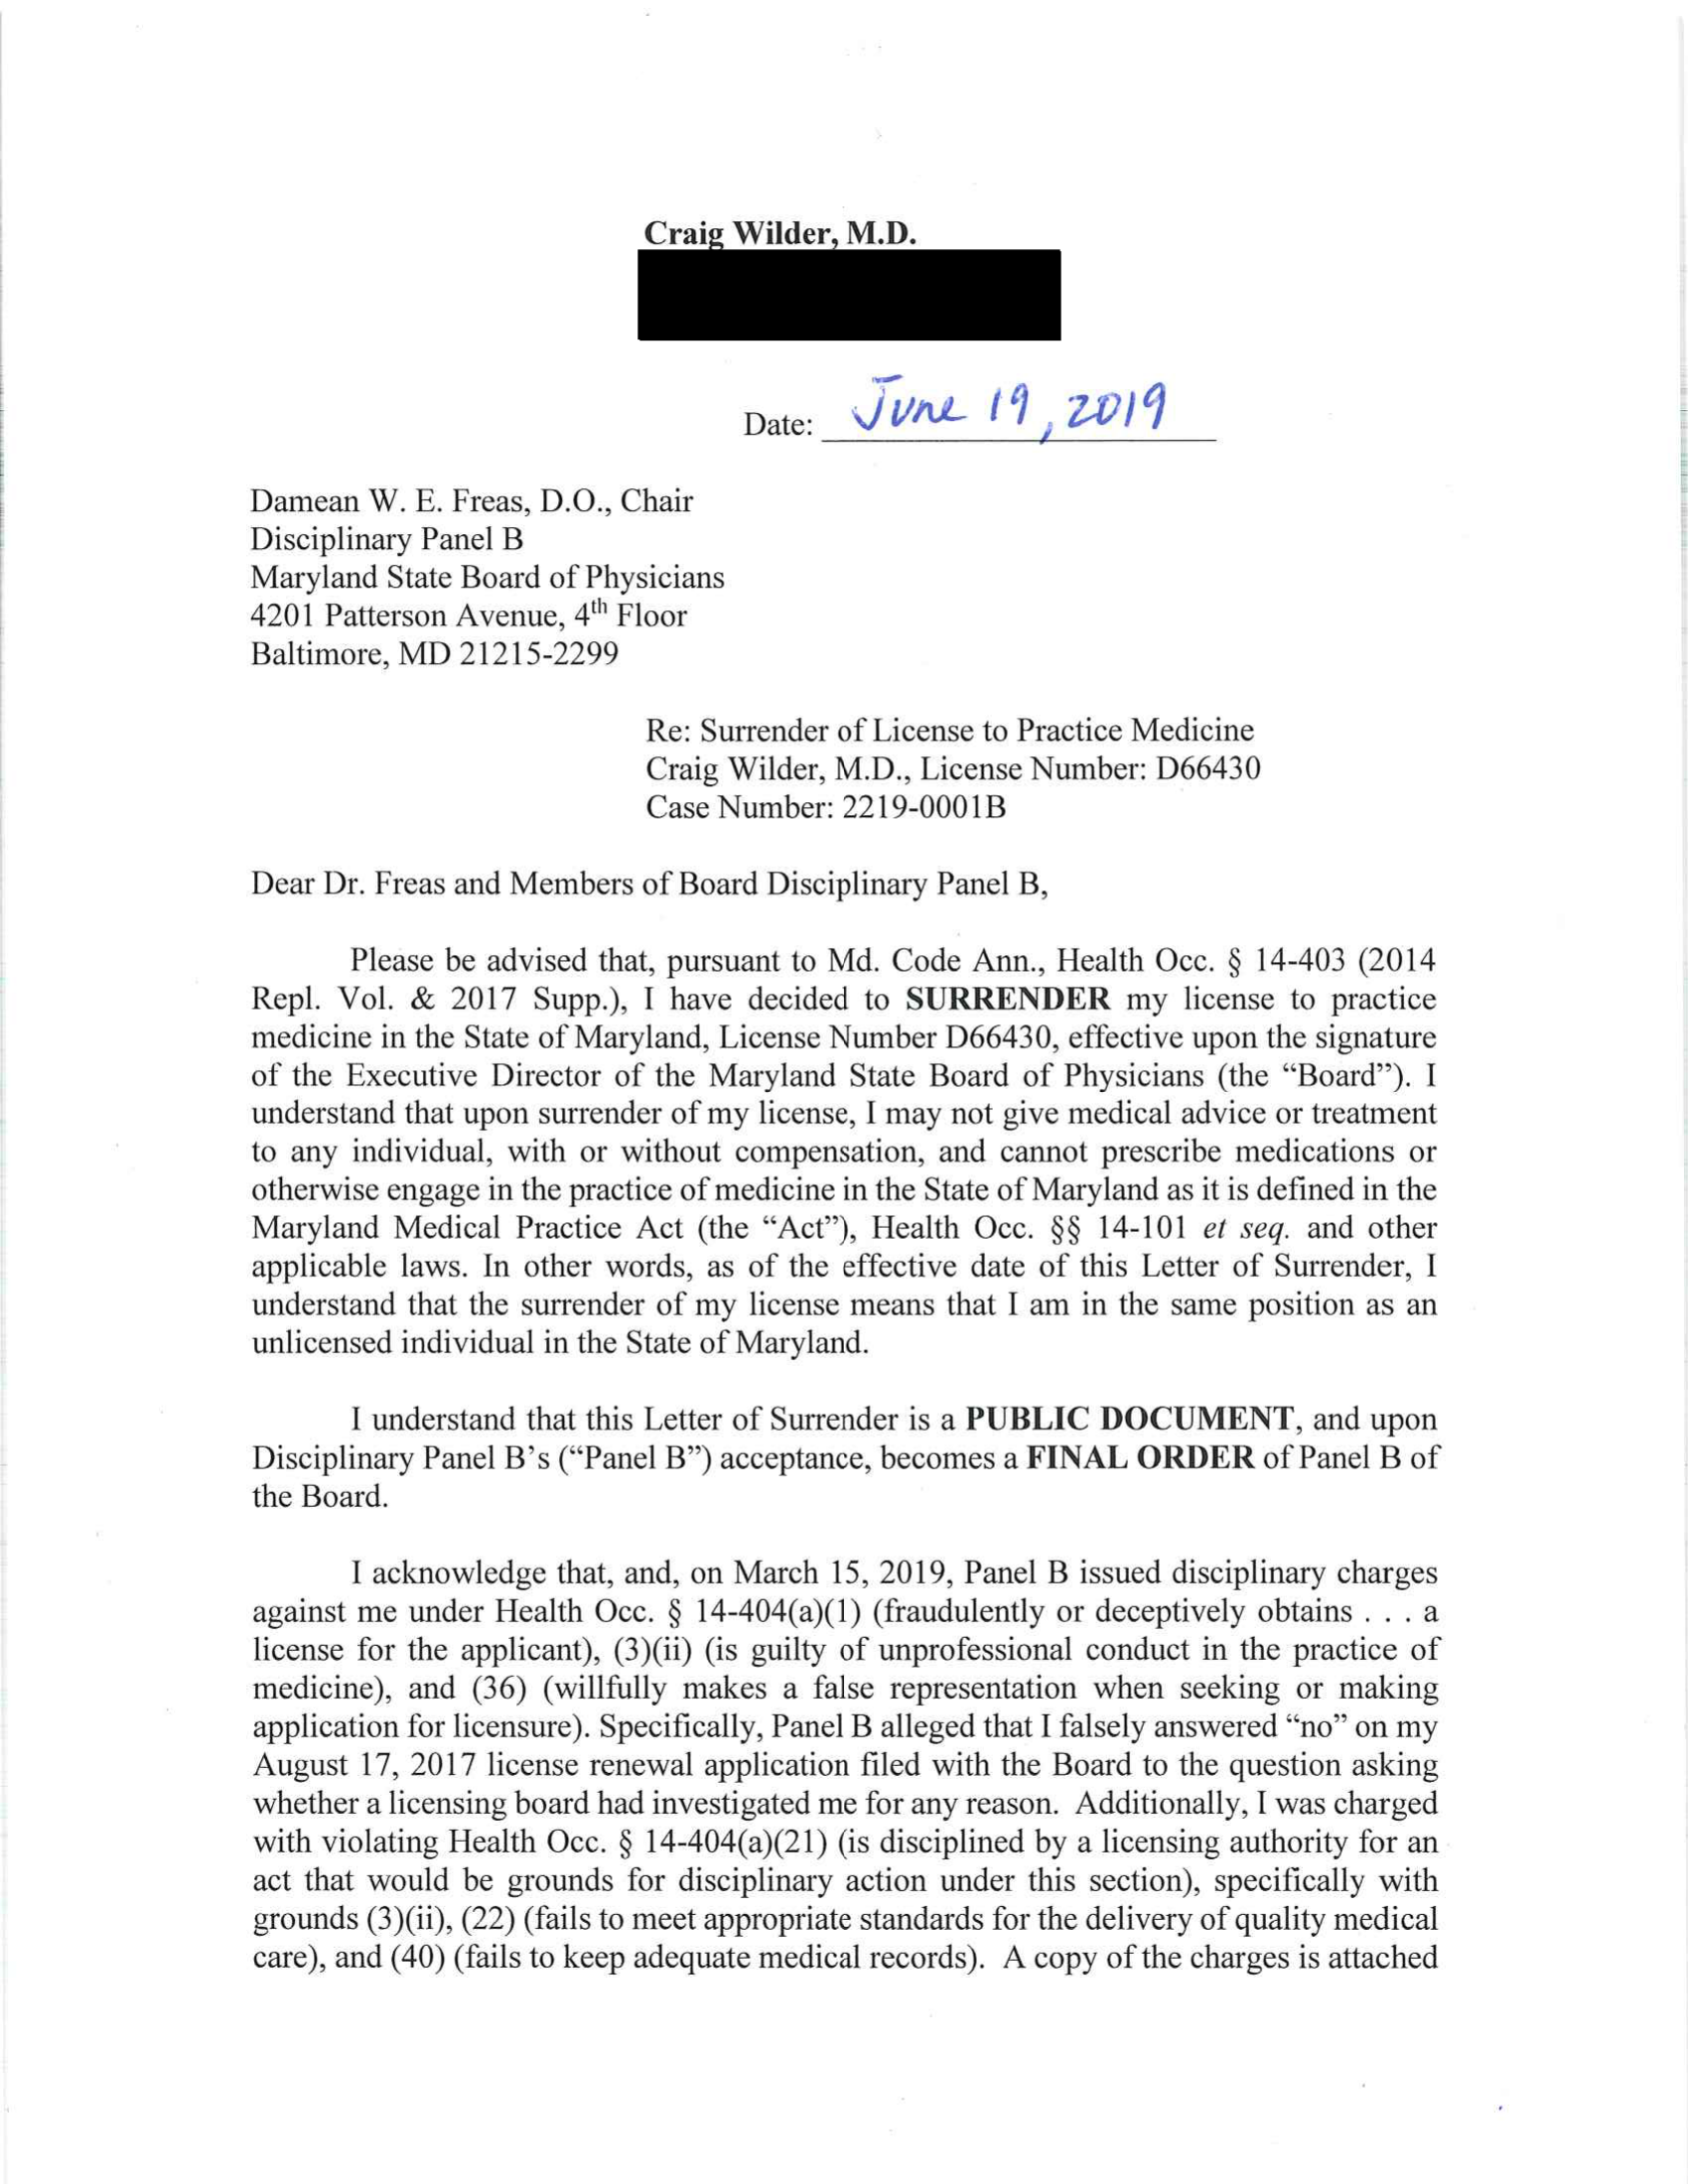 Craig Wilder, M.D.
Date: June 19, 2019
Damean W. E. Freas, D.O., Chair
Disciplinary Panel B
Maryland State Board of Physicians
4201 Patterson Avenue, 4th Floor
Baltimore, MD 21215-2299
Re: Surrender of License to Practice Medicine
Craig Wilder, M.D., License Number: D66430
Case Number: 2219-0001B
Dear Dr. Freas and Members of Board Disciplinary Panel B,
Please be advised that, pursuant to Md. Code Ann., Health Occ. § 14-403 (2014
Repl. Vol. & 2017 Supp.), I have decided to SURRENDER my license to practice
medicine in the State of Maryland, License Number D66430, effective upon the signature
of the Executive Director of the Maryland State Board of Physicians (the “Board”). I
understand that upon surrender of my license, I may not give medical advice or treatment
to any individual, with or without compensation, and cannot prescribe medications or
otherwise engage in the practice of medicine in the State of Maryland as it is defined in the
Maryland Medical Practice Act (the “Act”), Health Occ. §§ 14-101 et seq. and other
applicable laws. In other words, as of the effective date of this Letter of Surrender, I
understand that the surrender of my license means that I am in the same position as an
unlicensed individual in the State of Maryland.
I understand that this Letter of Surrender is a PUBLIC DOCUMENT, and upon
Disciplinary Panel B’s (“Panel B”) acceptance, becomes a FINAL ORDER of Panel B of
the Board.
I acknowledge that, and, on March 15, 2019, Panel B issued disciplinary charges
against me under Health Occ. § 14-404(a)(1) (fraudulently or deceptively obtains . . . a
license for the applicant), (3)(ii) (is guilty of unprofessional conduct in the practice of
medicine), and (36) (willfully makes a false representation when seeking or making
application for licensure). Specifically, Panel B alleged that I falsely answered “no” on my
August 17, 2017 license renewal application filed with the Board to the question asking
whether a licensing board had investigated me for any reason. Additionally, I was charged
with violating Health Occ. § 14-404(a)(21) (is disciplined by a licensing authority for an
act that would be grounds for disciplinary action under this section), specifically with
grounds (3)(ii), (22) (fails to meet appropriate standards for the delivery of quality medical
care), and (40) (fails to keep adequate medical records). A copy of the charges is attached